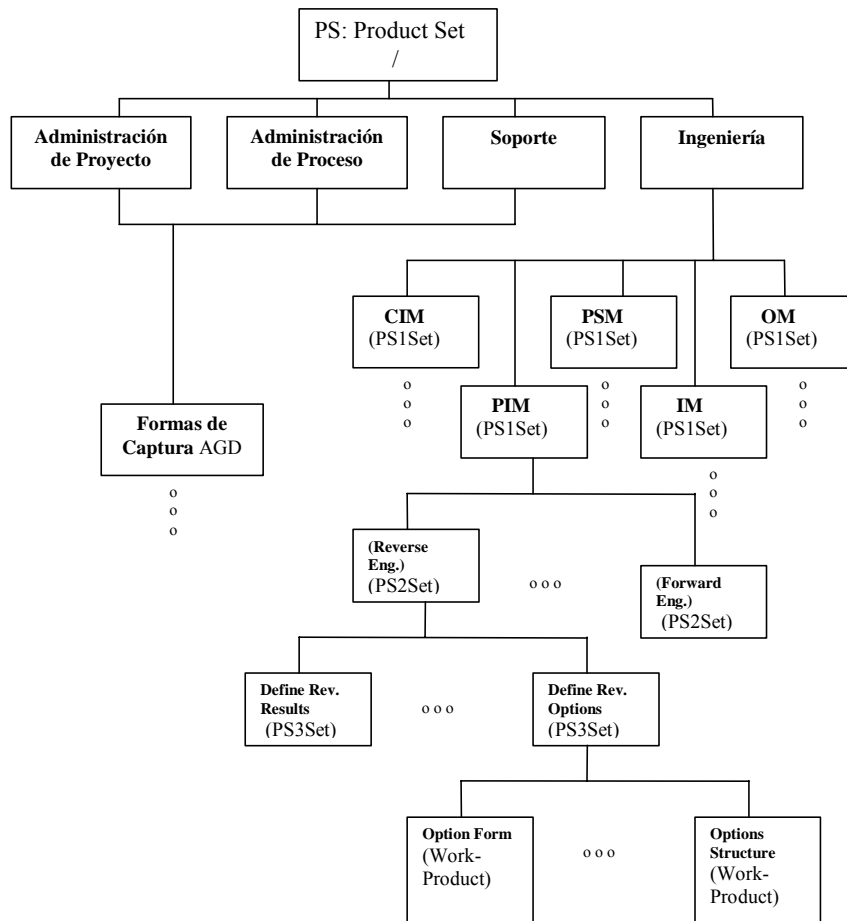 PS: Product Set
/
Administración
de Proyecto
Administración
de Proceso
Soporte
Ingeniería
CIM
(PS1Set)
PSM
(PS1Set)
OM
(PS1Set)
o
o
o
o
o
o
o
o
o
PIM
(PS1Set)
IM
(PS1Set)
Formas de
Captura AGD
o
o
o
o
o
o
(Reverse
Eng.)
(PS2Set)
o o o
(Forward
Eng.)
(PS2Set)
Define Rev.
Results
(PS3Set)
o o o
Define Rev.
Options
(PS3Set)
Option Form
(Work-
Product)
o o o
Options
Structure
(Work-
Product)